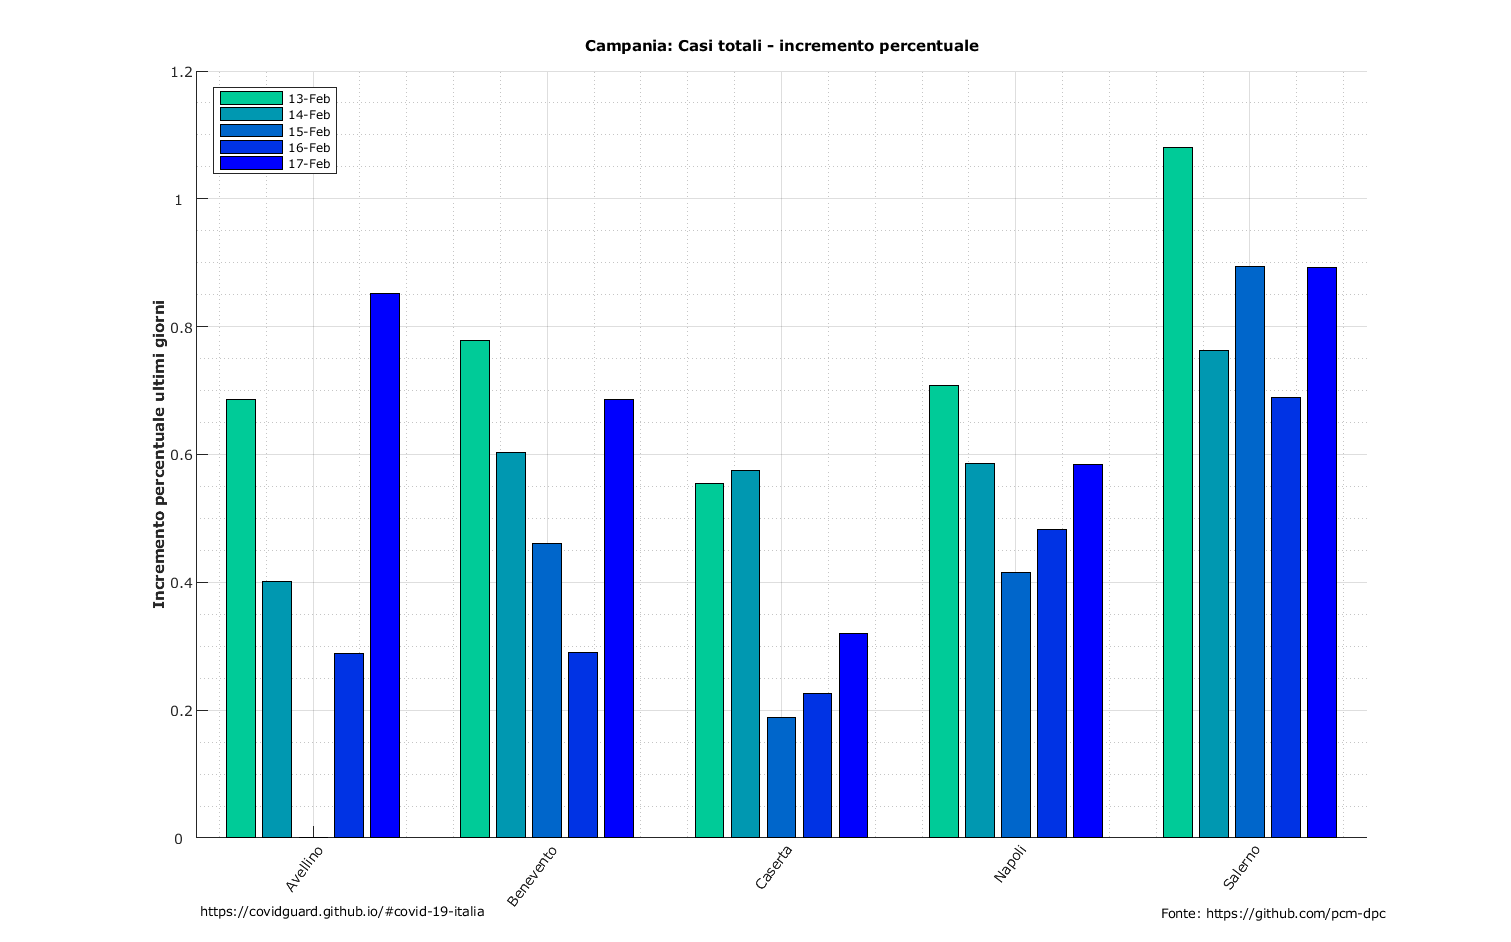 Campania: Casi totali - incremento percentuale
13-Feb
14-Feb
15-Feb
16-Feb
17-Feb
Incremento percentuale ultimi giorni
1.2
1
0.8
0.6
0.4
0.2
0
Avellino
Benevento
Caserta
Napoli
Salerno
https://covidguard.github.io/#covid-19-italia
Fonte: https://github.com/pcm-dpc